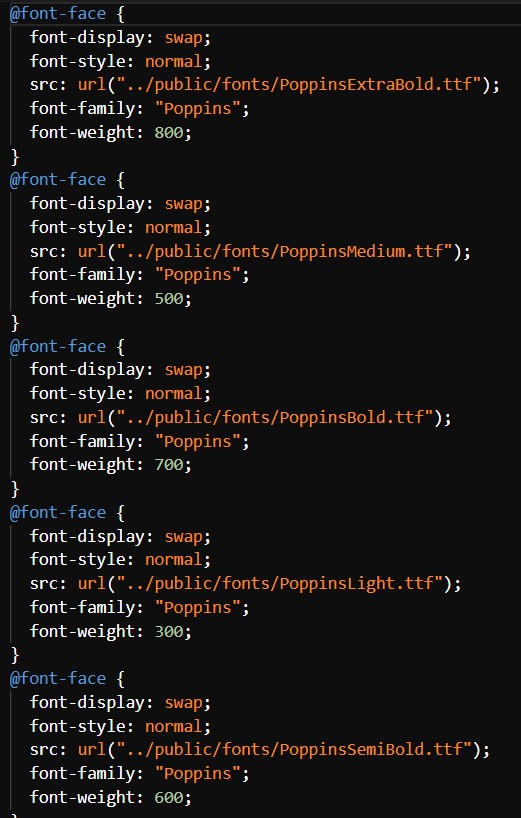 @font-face {
font-display: swap;
font-style: normal;
src: url("../public/fonts/PoppinsExtraBold.ttf");
font-family: "Poppins";
font-weight: 800;
}
@font-face {
font-display: swap;
font-style: normal;
src: url("../public/fonts/PoppinsMedium.ttf");
font-family: "Poppins";
font-weight: 500;
}
@font-face {
font-display: swap;
font-style: normal;
src: url("../public/fonts/PoppinsBold.ttf");
font-family: "Poppins";
font-weight: 700;
}
@font-face {
font-display: swap;
font-style: normal;
src: url("../public/fonts/PoppinsLight.ttf");
font-family: "Poppins";
font-weight: 300;
}
@font-face {
font-display: swap;
font-style: normal;
src: url("../public/fonts/PoppinsSemiBold.ttf");
font-family: "Poppins";
font-weight: 600;
}